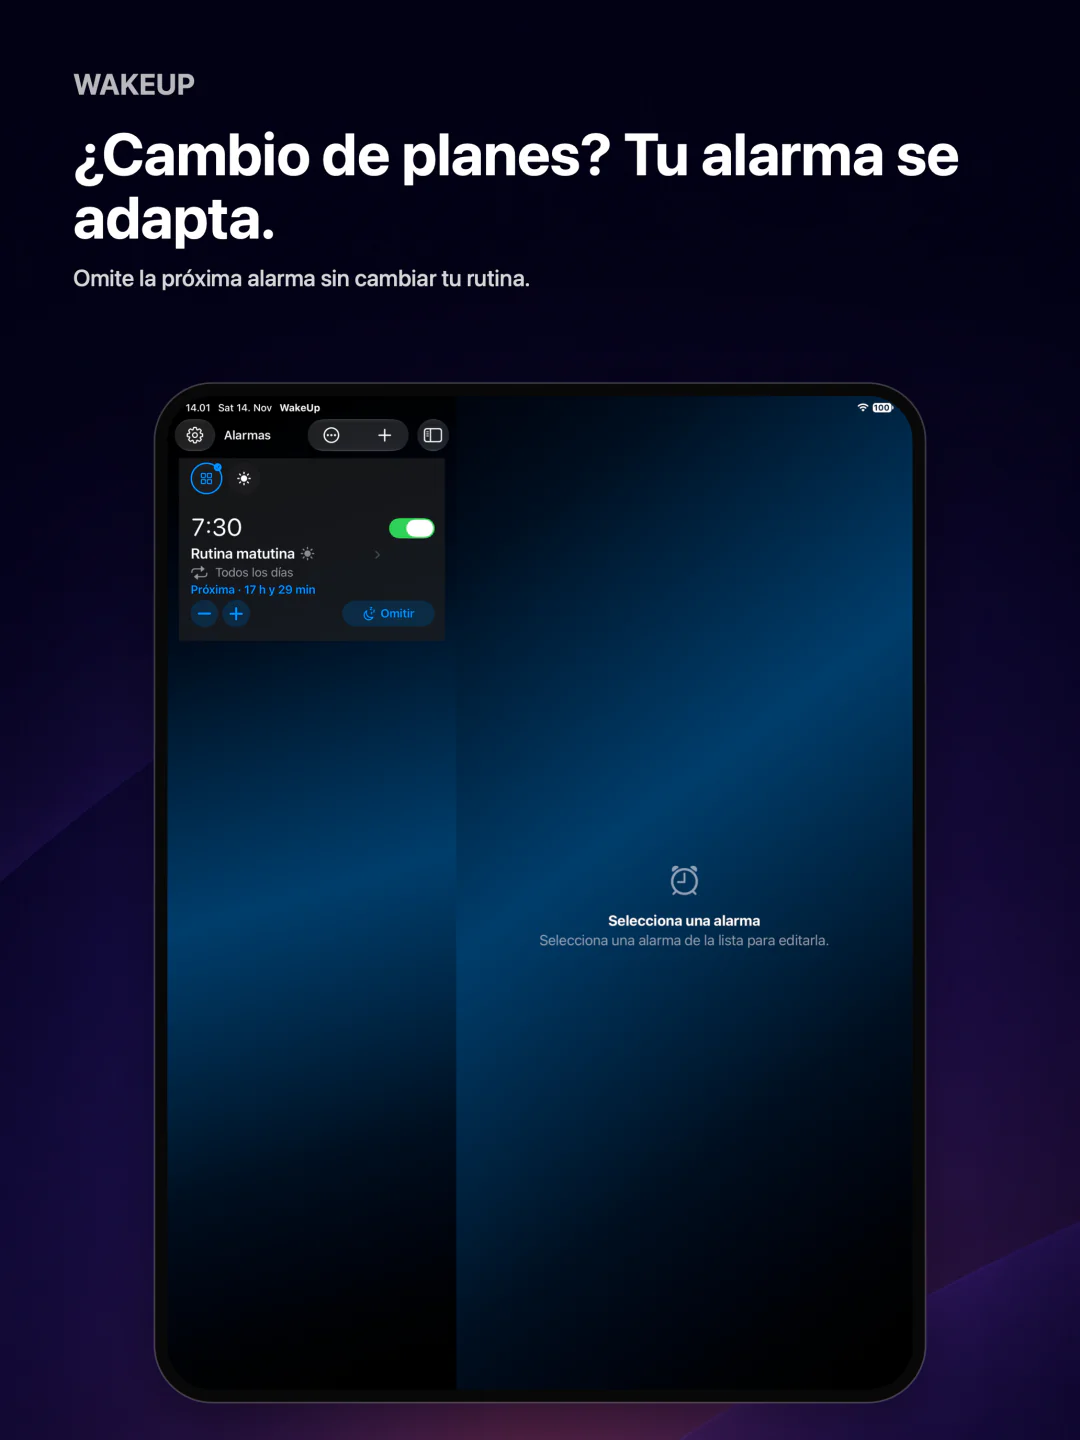 WAKEUP
¿Cambio de planes? Tu alarma se
adapta.
Omite la próxima alarma sin cambiar tu rutina.
14.01 Sat 14. Nov WakeUp
100
Alarmas
7:30
Rutina matutina
Todos los días
Próxima · 17 h y 29 min
Omitir
Selecciona una alarma
Selecciona una alarma de la lista para editarla.